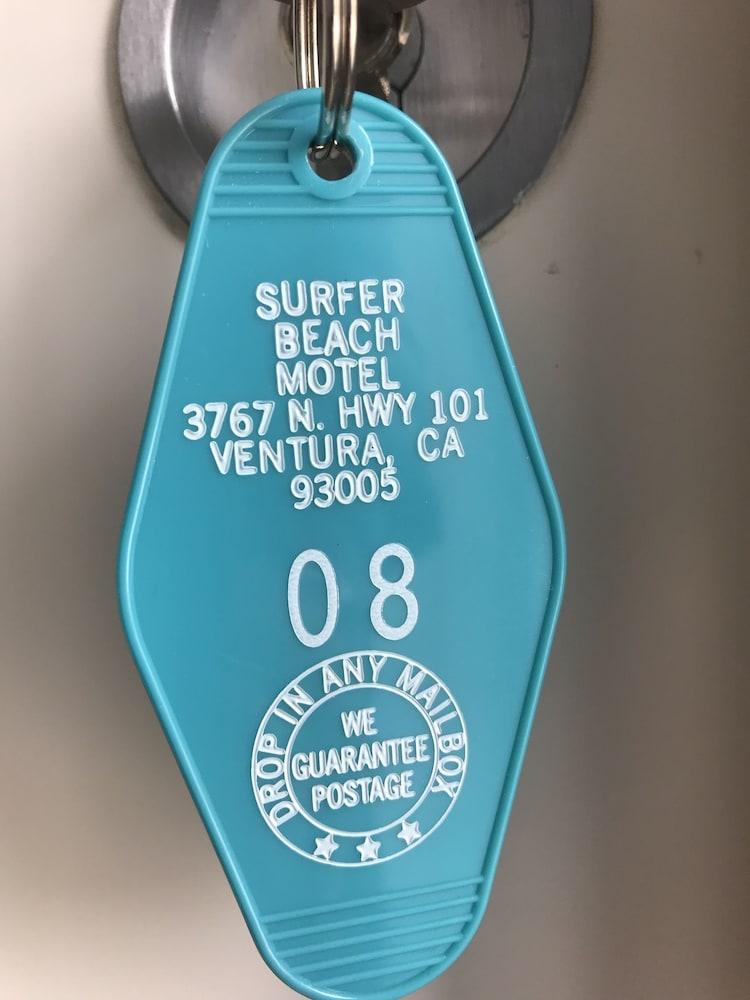 SURFER
BEACH
MOTEL
3767 N. HWY 101
VENTURA, CA
93005
08
DROP IN ANY MAILBOX
WE
GUARANTEE
POSTAGE